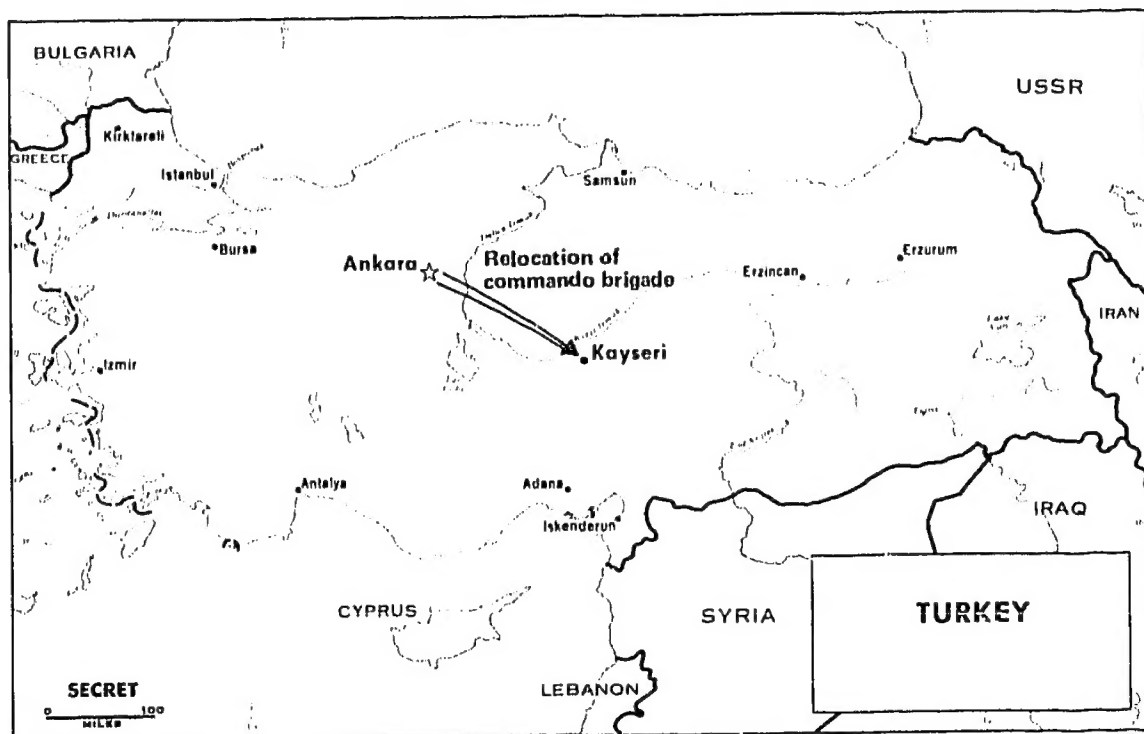 BULGARIA
USSR
Kirklareli
GREECE
Istanbul
Samsun
Bursa
Ankara
Relocation of
commando brigade
Erzincan
Erzurum
IRAN
Kayseri
Izmir
Antalya
Adana
Iskenderun
IRAQ
CYPRUS
SYRIA
TURKEY
LEBANON
SECRET
0 100
MILES